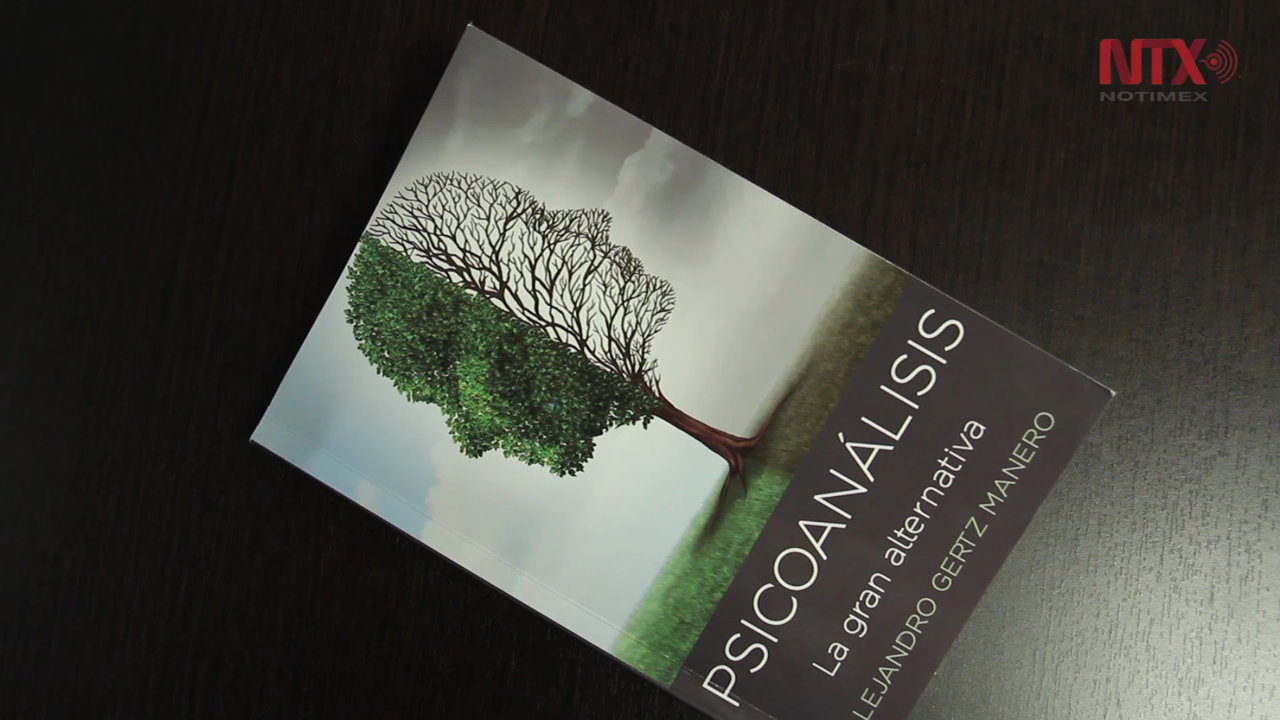 NTX
NOTIMEX
PSICOANÁLISIS
La gran alternativa
LEJANDRO GERTZ MANERO